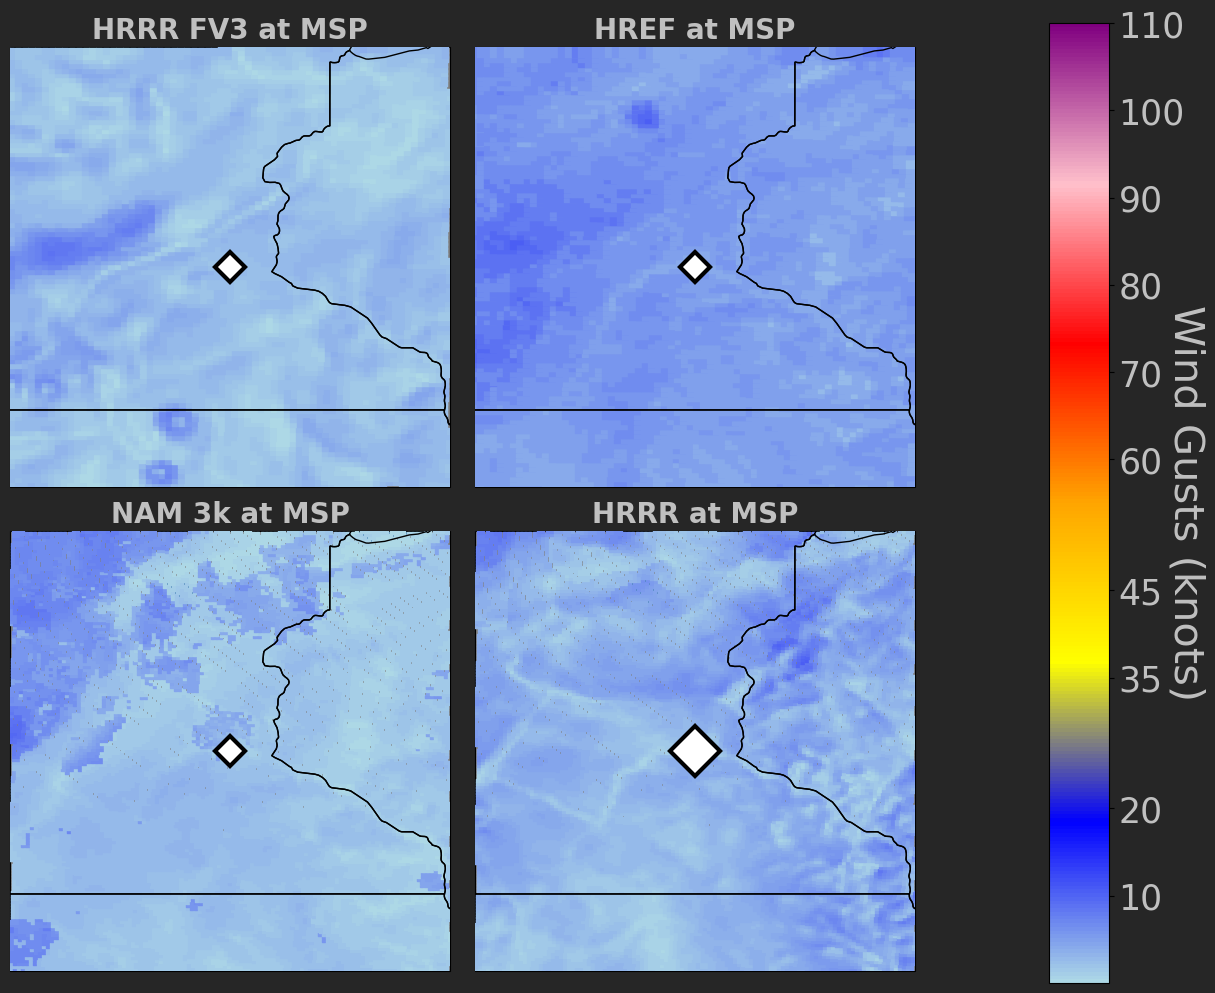 HRRR FV3 at MSP
HREF at MSP
NAM 3k at MSP
HRRR at MSP
110
100
90
80
70
60
45
35
20
10
Wind Gusts (knots)